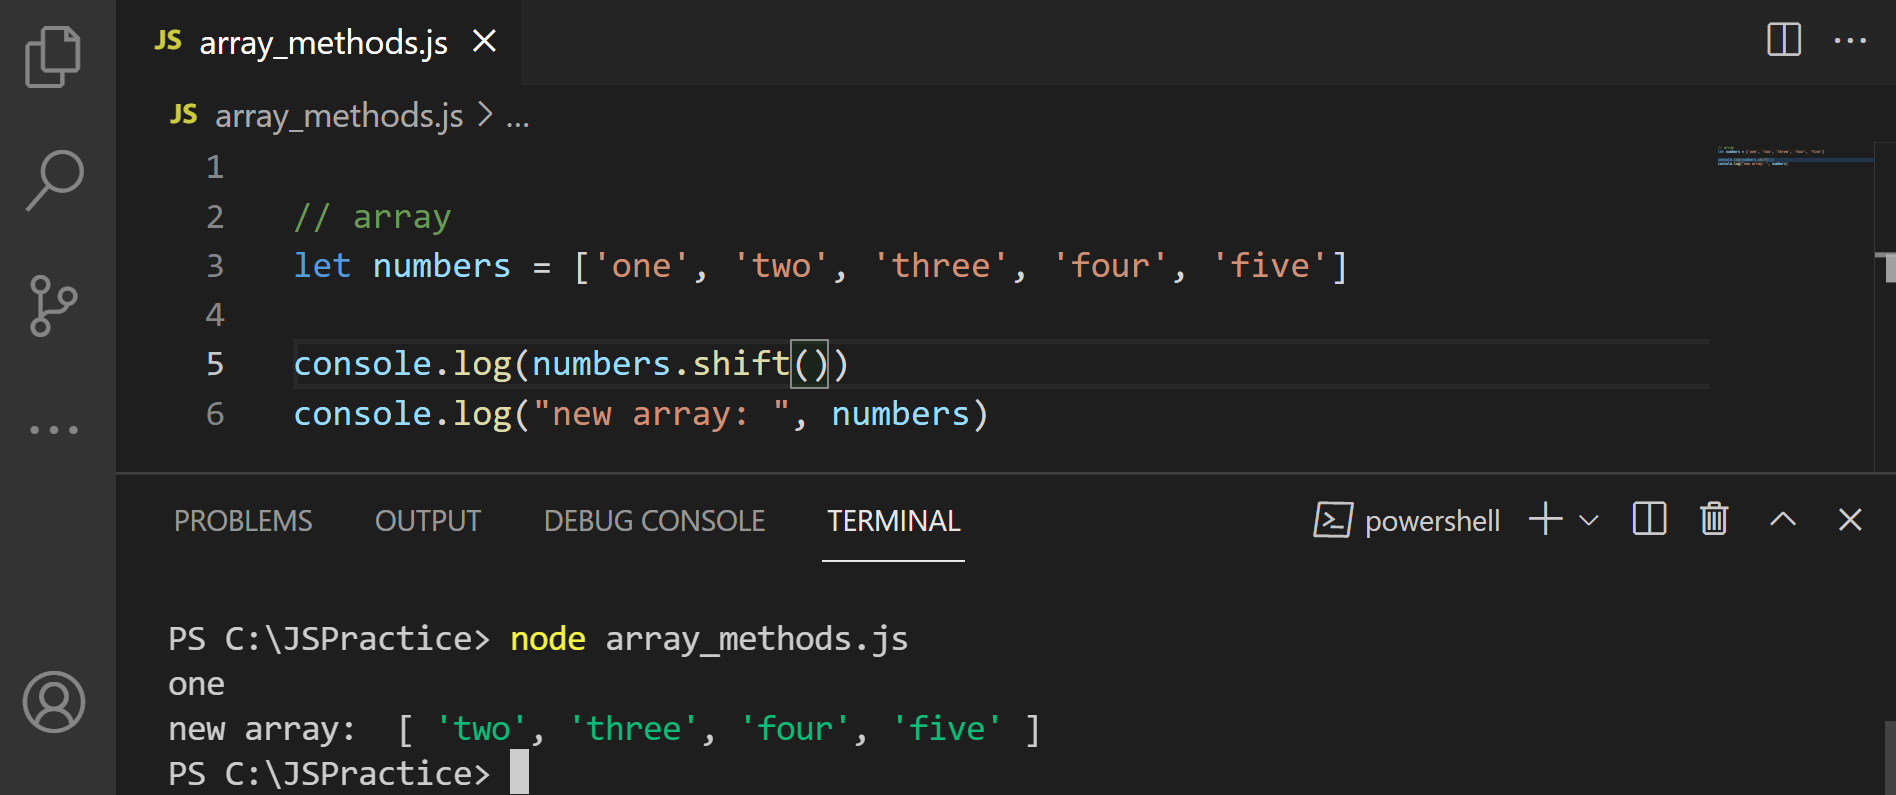 JS array_methods.js
JS array_methods.js > ...
1
2 // array
3 let numbers = ['one', 'two', 'three', 'four', 'five']
4
5 console.log(numbers.shift())
6 console.log("new array: ", numbers)
PROBLEMS OUTPUT DEBUG CONSOLE TERMINAL powershell
PS C:\JSPractice> node array_methods.js
one
new array:  [ 'two', 'three', 'four', 'five' ]
PS C:\JSPractice>